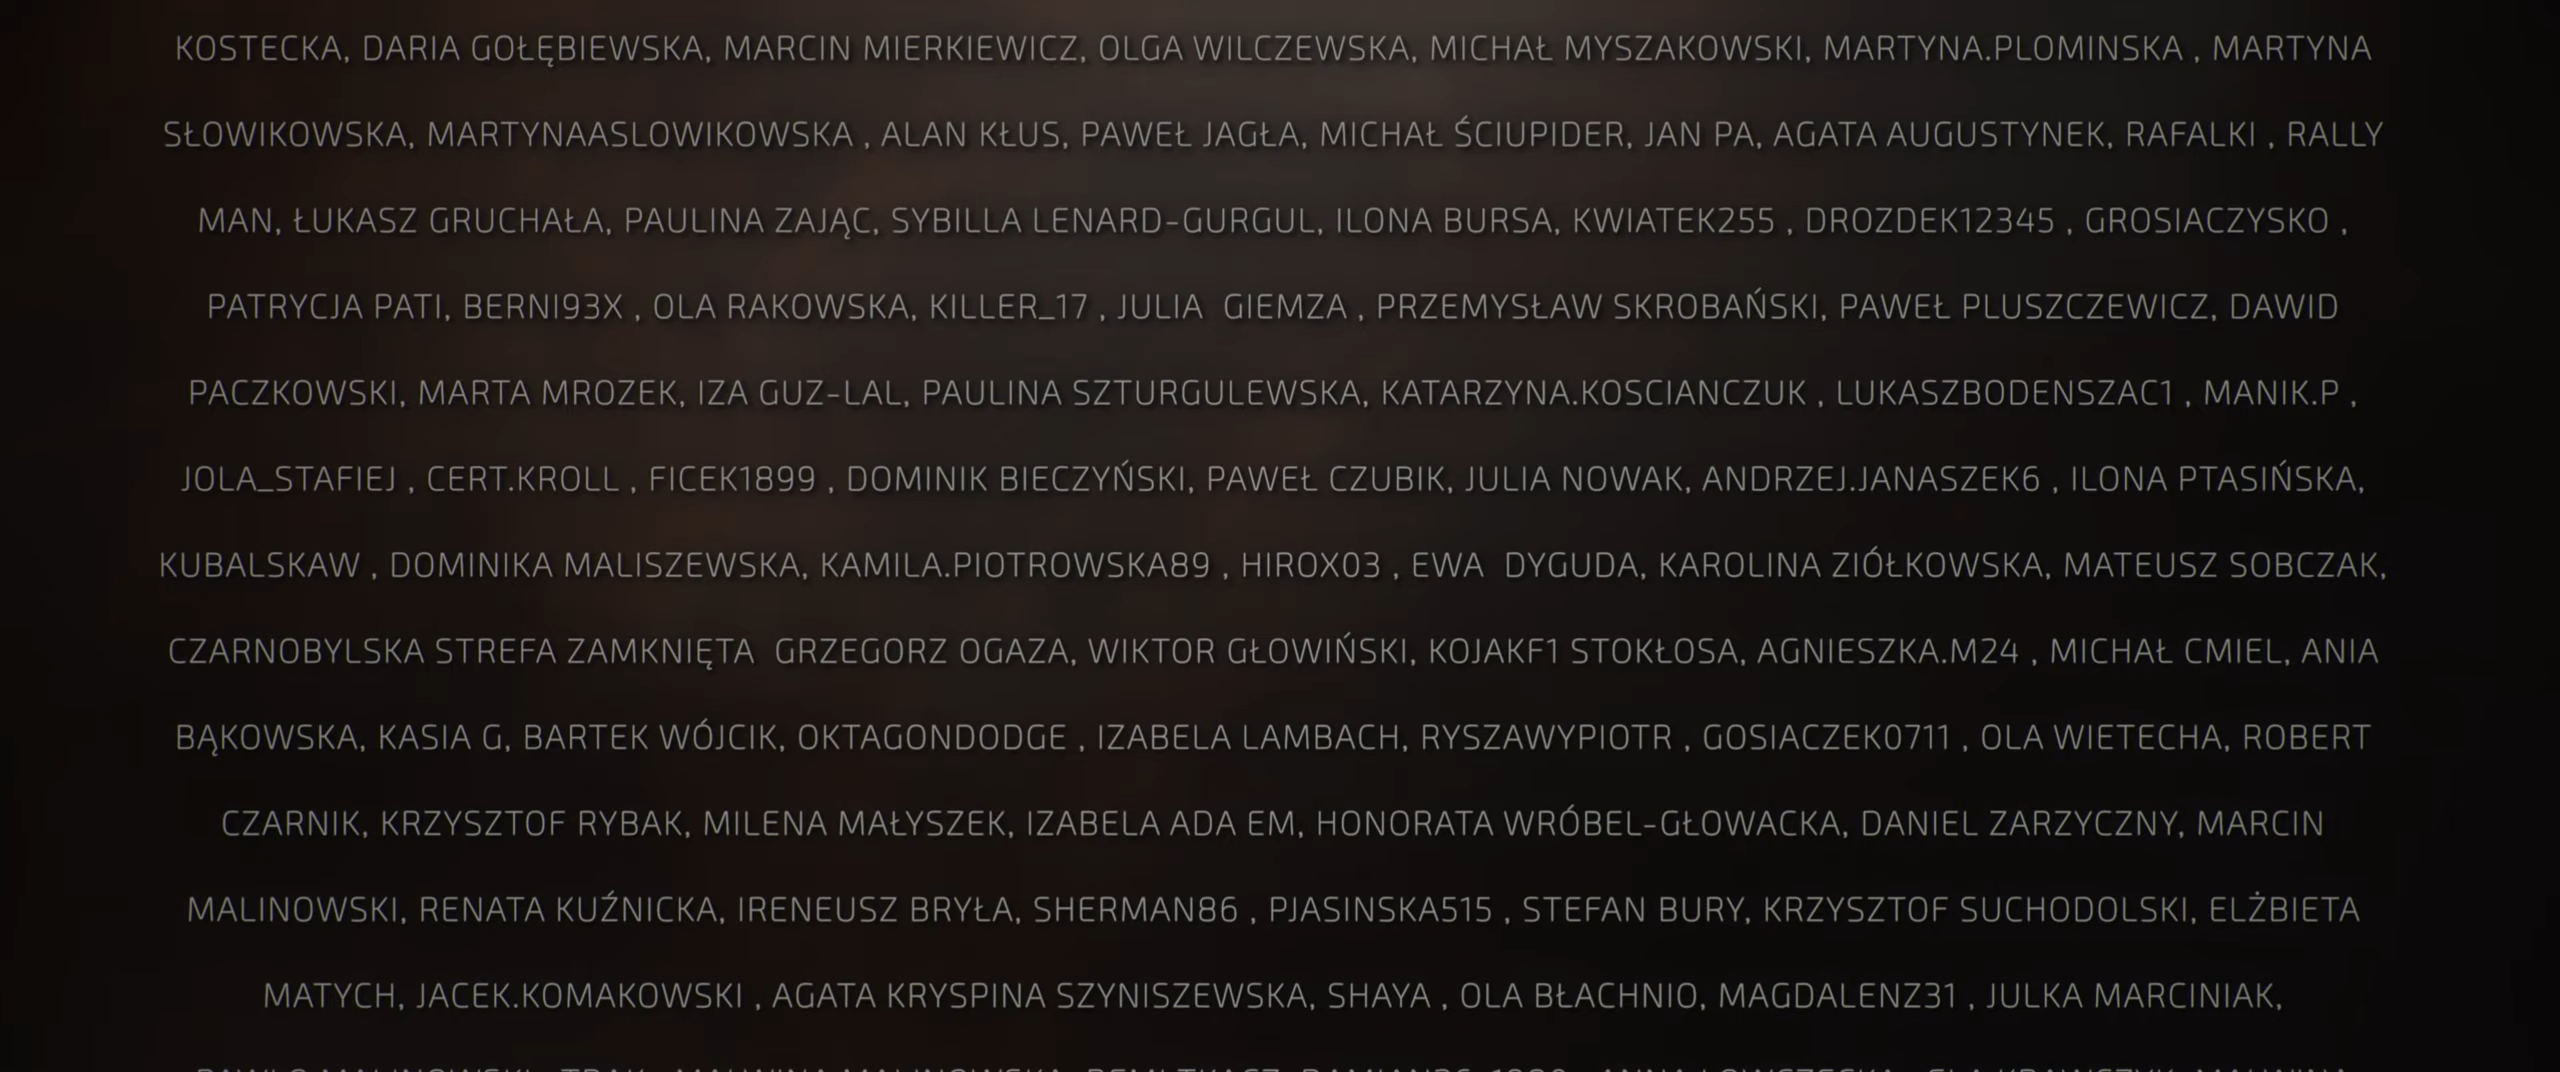 KOSTECKA, DARIA GOŁĘBIEWSKA, MARCIN MIERKIEWICZ, OLGA WILCZEWSKA, MICHAŁ MYSZAKOWSKI, MARTYNA.PLOMINSKA , MARTYNA
SŁOWIKOWSKA, MARTYNAASLOWIKOWSKA , ALAN KŁUS, PAWEŁ JAGŁA, MICHAŁ ŚCIUPIDER, JAN PA, AGATA AUGUSTYNEK, RAFALKI , RALLY
MAN, ŁUKASZ GRUCHAŁA, PAULINA ZAJĄC, SYBILLA LENARD-GURGUL, ILONA BURSA, KWIATEK255 , DROZDEK12345 , GROSIACZYSKO ,
PATRYCJA PATI, BERNI93X , OLA RAKOWSKA, KILLER_17 , JULIA  GIEMZA , PRZEMYSŁAW SKROBAŃSKI, PAWEŁ PLUSZCZEWICZ, DAWID
PACZKOWSKI, MARTA MROZEK, IZA GUZ-LAL, PAULINA SZTURGULEWSKA, KATARZYNA.KOSCIANCZUK , LUKASZBODENSZAC1 , MANIK.P ,
JOLA_STAFIEJ , CERT.KROLL , FICEK1899 , DOMINIK BIECZYŃSKI, PAWEŁ CZUBIK, JULIA NOWAK, ANDRZEJ.JANASZEK6 , ILONA PTASIŃSKA,
KUBALSKAW , DOMINIKA MALISZEWSKA, KAMILA.PIOTROWSKA89 , HIROX03 , EWA  DYGUDA, KAROLINA ZIÓŁKOWSKA, MATEUSZ SOBCZAK,
CZARNOBYLSKA STREFA ZAMKNIĘTA  GRZEGORZ OGAZA, WIKTOR GŁOWIŃSKI, KOJAKF1 STOKŁOSA, AGNIESZKA.M24 , MICHAŁ CMIEL, ANIA
BĄKOWSKA, KASIA G, BARTEK WÓJCIK, OKTAGONDODGE , IZABELA LAMBACH, RYSZAWYPIOTR , GOSIACZEK0711 , OLA WIETECHA, ROBERT
CZARNIK, KRZYSZTOF RYBAK, MILENA MAŁYSZEK, IZABELA ADA EM, HONORATA WRÓBEL-GŁOWACKA, DANIEL ZARZYCZNY, MARCIN
MALINOWSKI, RENATA KUŹNICKA, IRENEUSZ BRYŁA, SHERMAN86 , PJASINSKA515 , STEFAN BURY, KRZYSZTOF SUCHODOLSKI, ELŻBIETA
MATYCH, JACEK.KOMAKOWSKI , AGATA KRYSPINA SZYNISZEWSKA, SHAYA , OLA BŁACHNIO, MAGDALENZ31 , JULKA MARCINIAK,